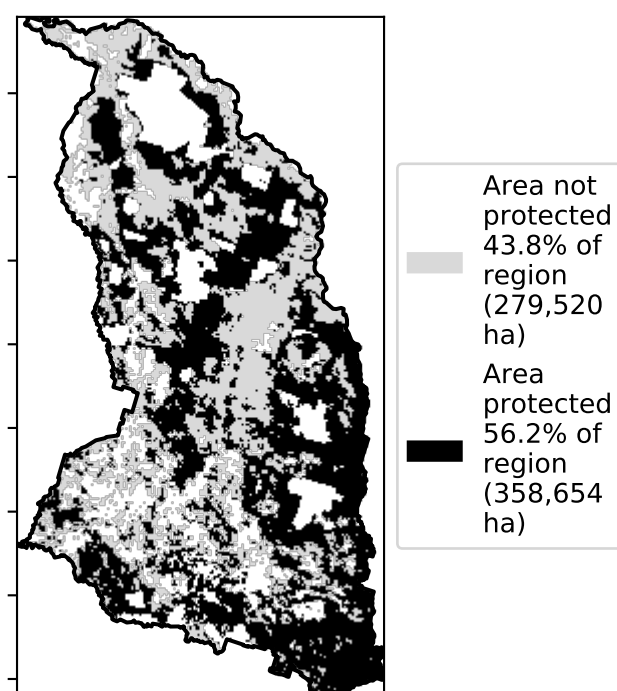 Area not
protected
43.8% of
region
(279,520
ha)
Area
protected
56.2% of
region
(358,654
ha)